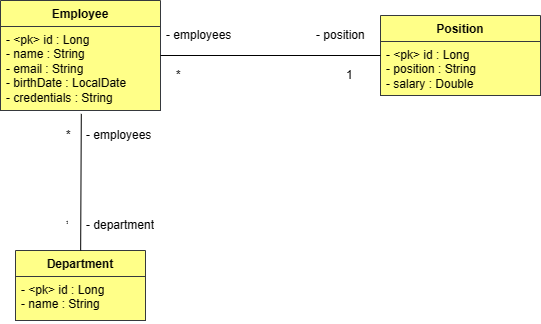 Employee
- <pk> id : Long
- name : String
- email : String
- birthDate : LocalDate
- credentials : String
- employees
- position
*
1
Position
- <pk> id : Long
- position : String
- salary : Double
*
- employees
- department
Department
- <pk> id : Long
- name : String